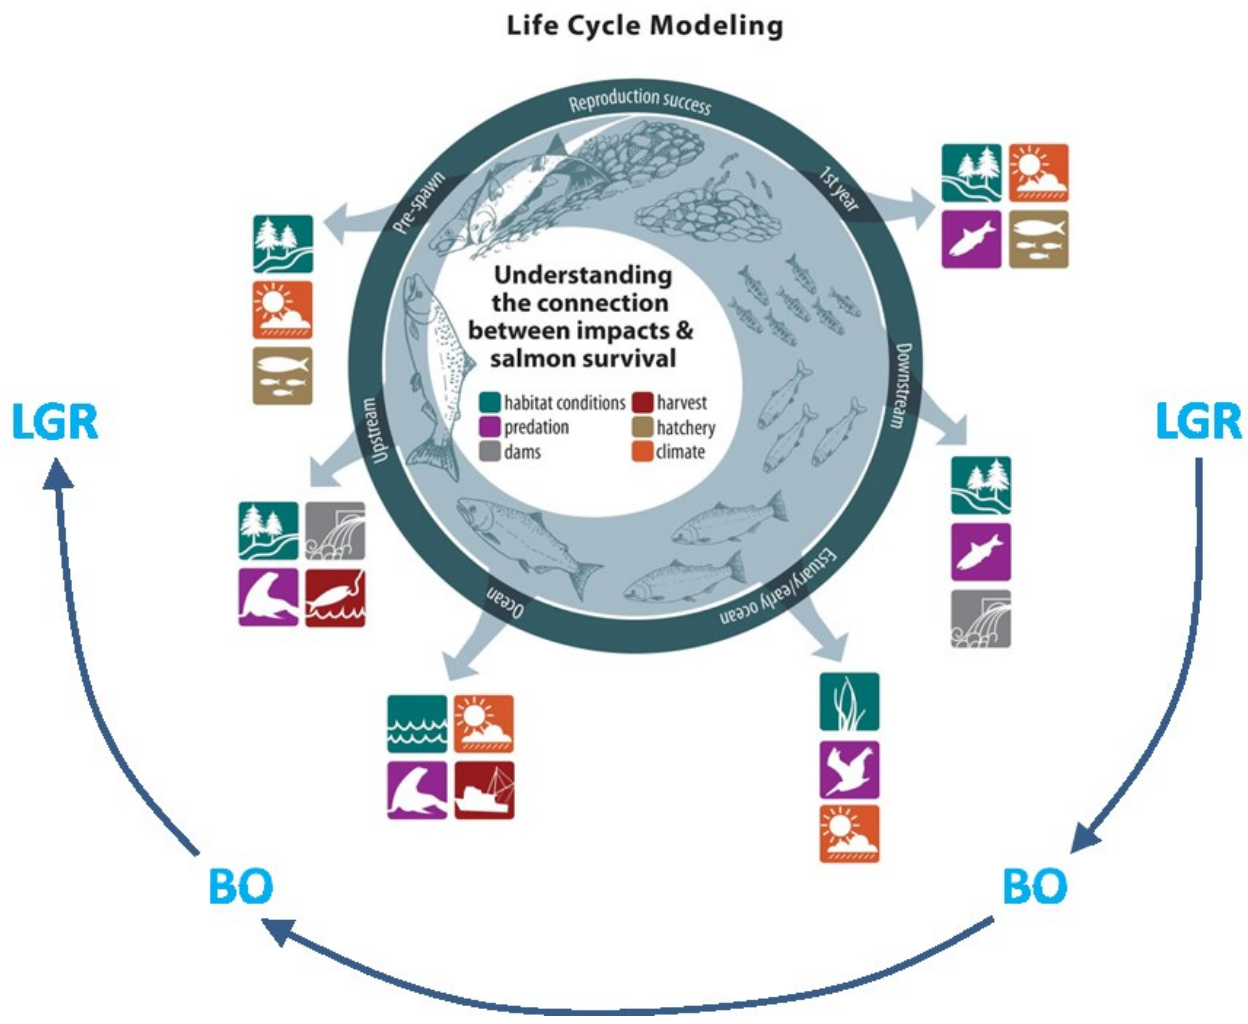 Life Cycle Modeling
Reproduction success
Pre-spawn
1st year
Understanding
the connection
between impacts &
salmon survival
habitat conditions
harvest
predation
hatchery
dams
climate
Downstream
Upstream
LGR
LGR
Estuary/early ocean
Ocean
BO
BO